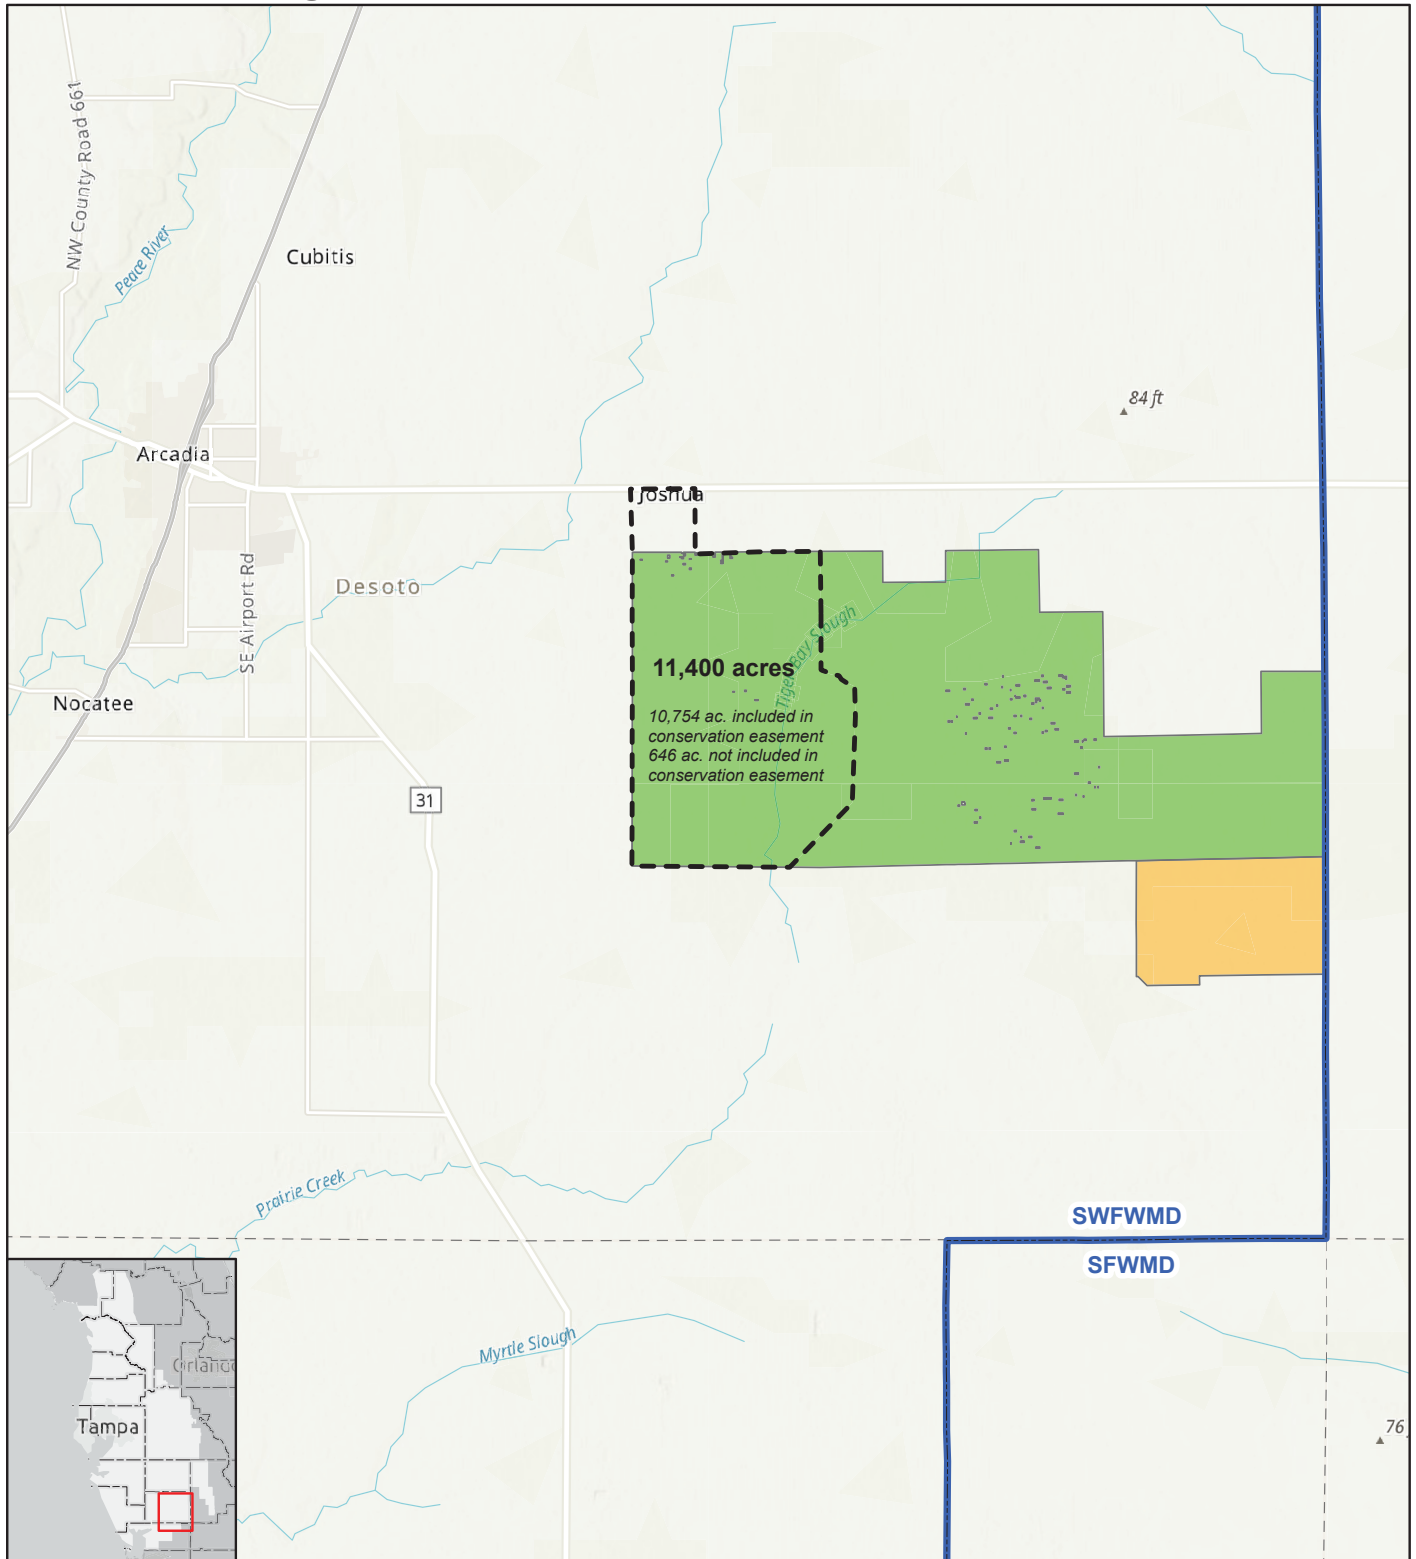 NW County Road 661
Peace River
Cubitis
84 ft
Arcadia
Joshua
SE Airport Rd
Desoto
Tiger Bay Slough
11,400 acres
Nocatee
10,754 ac. included in
conservation easement
646 ac. not included in
conservation easement
31
Prairie Creek
SWFWMD
SFWMD
Myrtle Slough
Orlando
Tampa
76